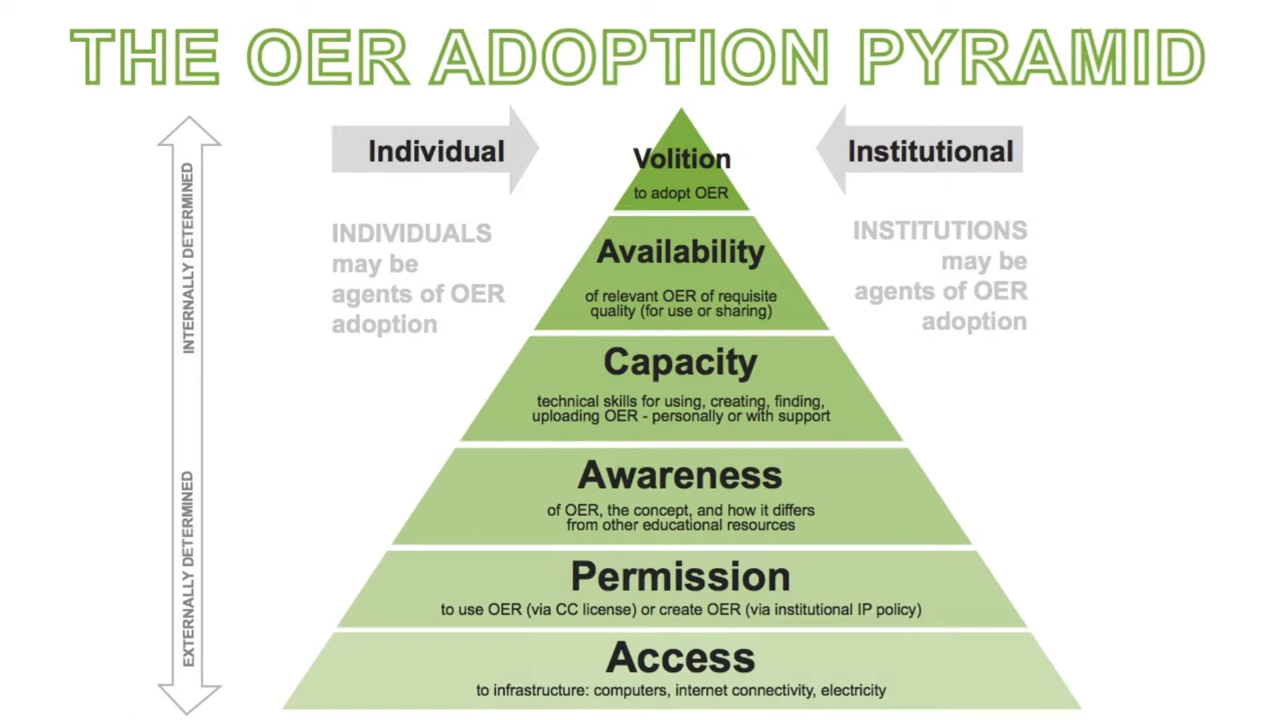 THE OER ADOPTION PYRAMID
INTERNALLY DETERMINED
EXTERNALLY DETERMINED
Individual
INDIVIDUALS
may be
agents of OER
adoption
Institutional
INSTITUTIONS
may be
agents of OER
adoption
Volition
to adopt OER
Availability
of relevant OER of requisite
quality (for use or sharing)
Capacity
technical skills for using, creating, finding,
uploading OER - personally or with support
Awareness
of OER, the concept, and how it differs
from other educational resources
Permission
to use OER (via CC license) or create OER (via institutional IP policy)
Access
to infrastructure: computers, internet connectivity, electricity